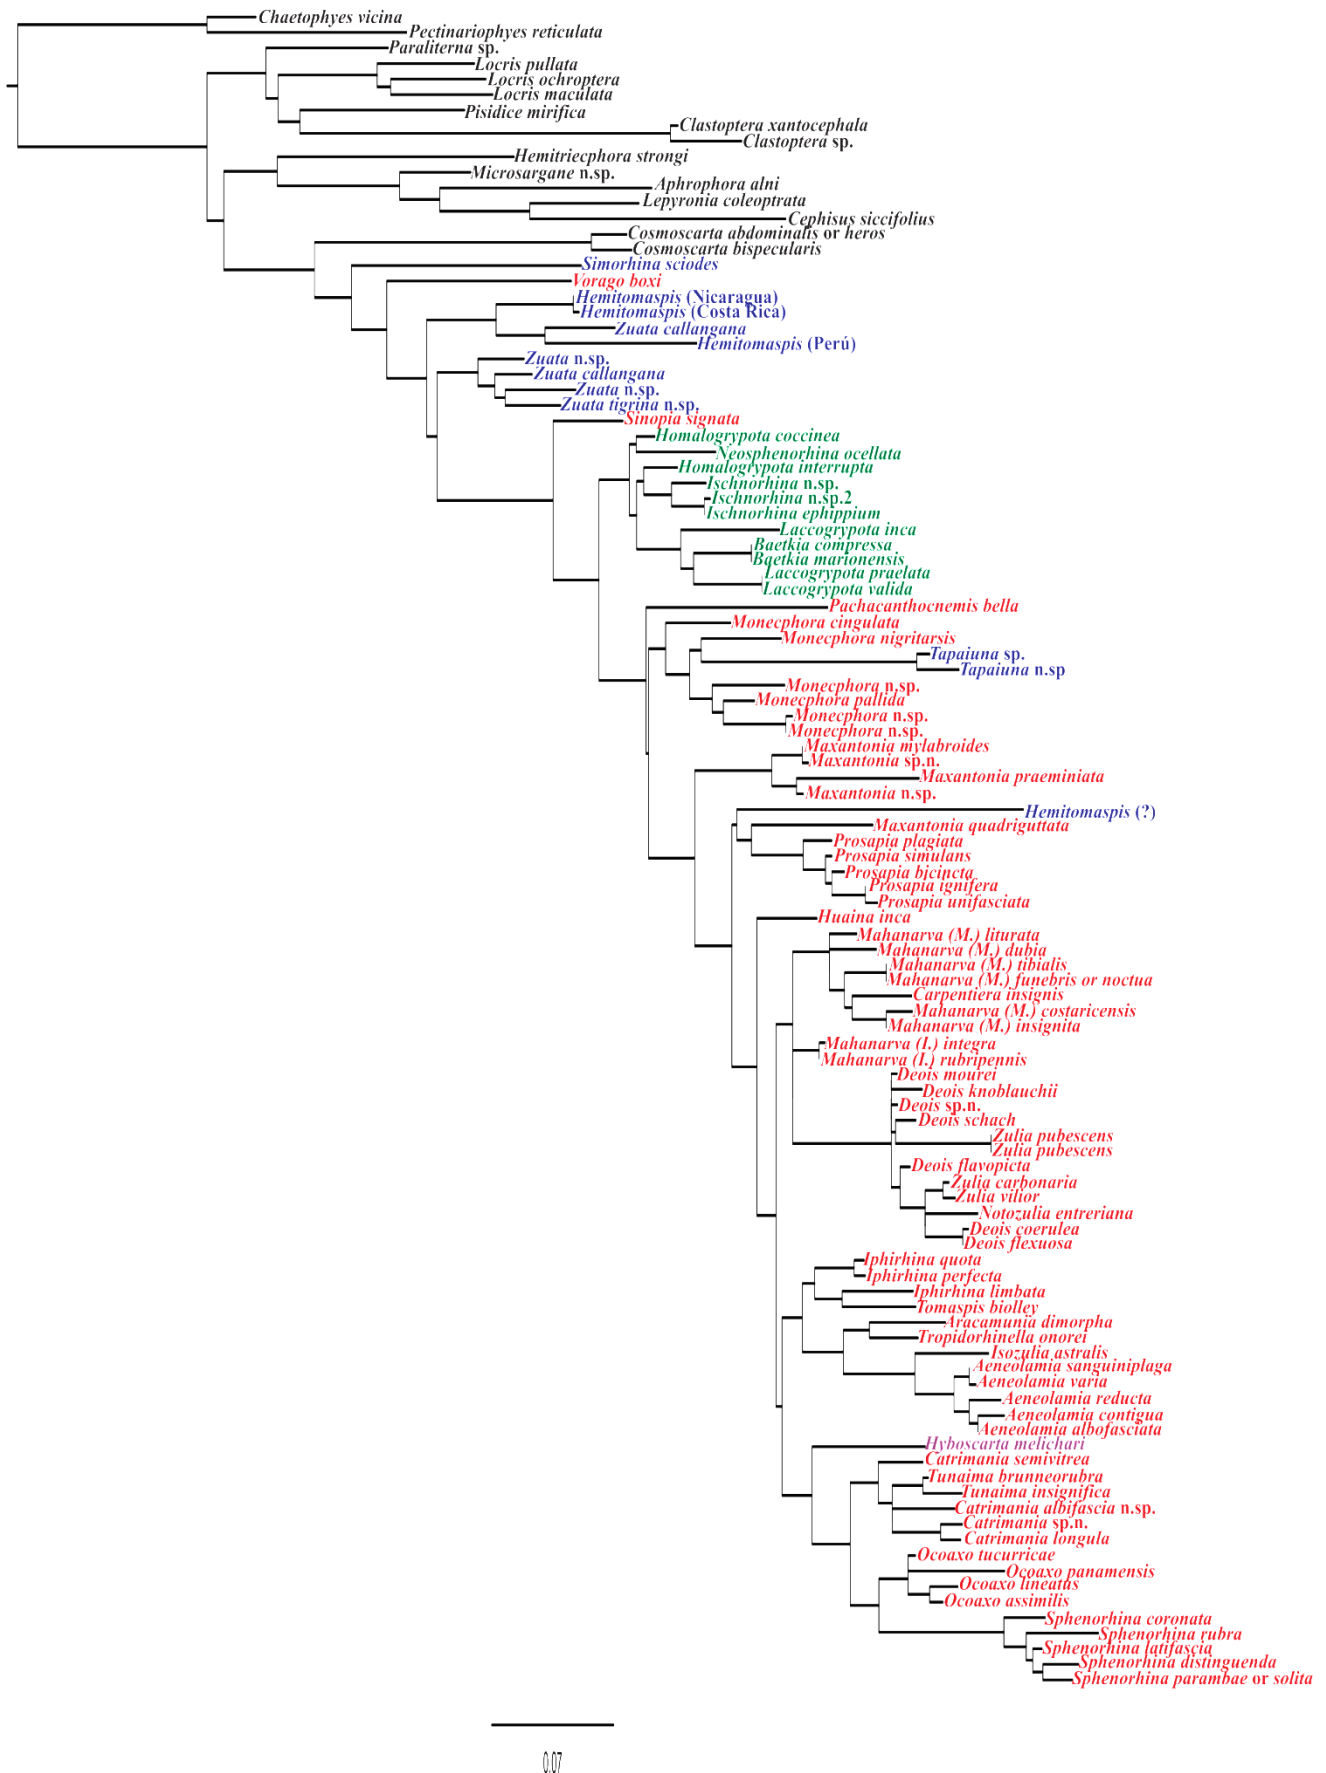 Chaetophyes vicina
Pectinariophyes reticulata
Paraliterna sp.
Locris pullata
Locris ochroptera
Locris maculata
Pisidice mirifica
Clastoptera xantocephala
Clastoptera sp.
Hemitriecphora strongi
Microsargane n.sp.
Aphrophora alni
Lepyronia coleoptrata
Cephisus siccifolius
Cosmoscarta abdominalis or heros
Cosmoscarta bispecularis
Simorhina sciodes
Vorago boxi
Hemitomaspis (Nicaragua)
Hemitomaspis (Costa Rica)
Zuata callangana
Hemitomaspis (Perú)
Zuata n.sp.
Zuata callangana
Zuata n.sp.
Zuata tigrina n.sp.
Sinopia signata
Homalogrypota coccinea
Neosphenorhina ocellata
Homalogrypota interrupta
Ischnorhina n.sp.
Ischnorhina n.sp.2
Ischnorhina ephippium
Laccogrypota inca
Baetkia compressa
Baetkia marionensis
Laccogrypota praelata
Laccogrypota valida
Pachacanthocnemis bella
Monecphora cingulata
Monecphora nigritarsis
Tapaiuna sp.
Tapaiuna n.sp
Monecphora n.sp.
Monecphora pallida
Monecphora n.sp.
Monecphora n.sp.
Maxantonia mylabroides
Maxantonia sp.n.
Maxantonia praeminiata
Maxantonia n.sp.
Hemitomaspis (?)
Maxantonia quadriguttata
Prosapia plagiata
Prosapia simulans
Prosapia bicincta
Prosapia ignifera
Prosapia unifasciata
Huaina inca
Mahanarva (M.) liturata
Mahanarva (M.) dubia
Mahanarva (M.) tibialis
Mahanarva (M.) funebris or noctua
Carpentiera insignis
Mahanarva (M.) costaricensis
Mahanarva (M.) insignita
Mahanarva (I.) integra
Mahanarva (I.) rubripennis
Deois mourei
Deois knoblauchii
Deois sp.n.
Deois schach
Zulia pubescens
Zulia pubescens
Deois flavopicta
Zulia carbonaria
Zulia vilior
Notozulia entreriana
Deois coerulea
Deois flexuosa
Iphirhina quota
Iphirhina perfecta
Iphirhina limbata
Tomaspis biolley
Aracamunia dimorpha
Tropidorhinella onorei
Isozulia astralis
Aeneolamia sanguiniplaga
Aeneolamia varia
Aeneolamia reducta
Aeneolamia contigua
Aeneolamia albofasciata
Hyboscarta melichari
Catrimania semivitrea
Tunaima brunneorubra
Tunaima insignifica
Catrimania albifascia n.sp.
Catrimania sp.n.
Catrimania longula
Ocoaxo tucurricae
Ocoaxo panamensis
Ocoaxo lineatus
Ocoaxo assimilis
Sphenorhina coronata
Sphenorhina rubra
Sphenorhina latifascia
Sphenorhina distinguenda
Sphenorhina parambae or solita
0.07